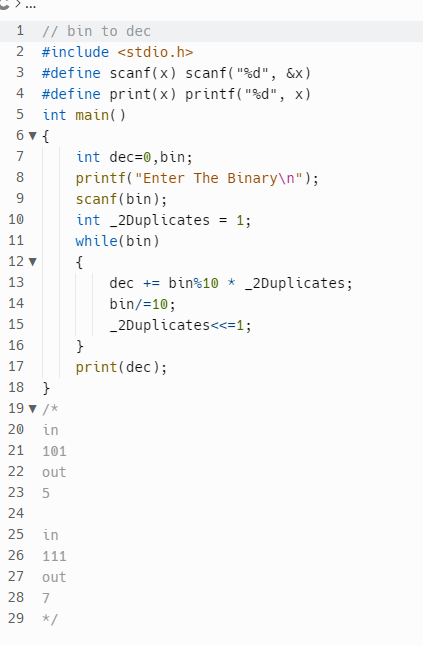 ...
1 // bin to dec
2 #include <stdio.h>
3 #define scanf(x) scanf("%d", &x)
4 #define print(x) printf("%d", x)
5 int main()
6 {
7 int dec=0,bin;
8 printf("Enter The Binary\n");
9 scanf(bin);
10 int _2Duplicates = 1;
11 while(bin)
12 {
13 dec += bin%10 * _2Duplicates;
14 bin/=10;
15 _2Duplicates<<=1;
16 }
17 print(dec);
18 }
19 /*
20 in
21 101
22 out
23 5
24
25 in
26 111
27 out
28 7
29 */